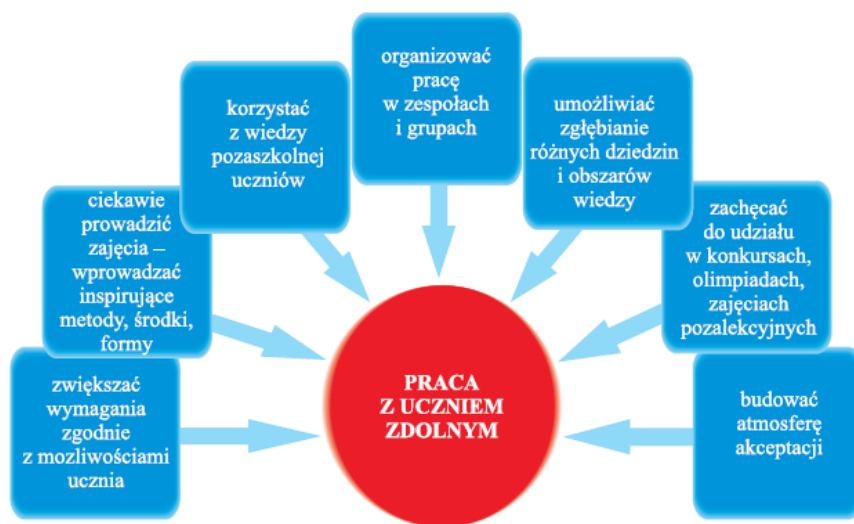 organizować
pracę
w zespołach
i grupach
korzystać
z wiedzy
pozaszkolnej
uczniów
umożliwiać
zgłębianie
różnych dziedzin
i obszarów
wiedzy
ciekawie
prowadzić
zajęcia –
wprowadzać
inspirujące
metody, środki,
formy
zachęcać
do udziału
w konkursach,
olimpiadach,
zajęciach
pozalekcyjnych
zwiększać
wymagania
zgodnie
z mozliwościami
ucznia
PRACA
Z UCZNIEM
ZDOLNYM
budować
atmosferę
akceptacji